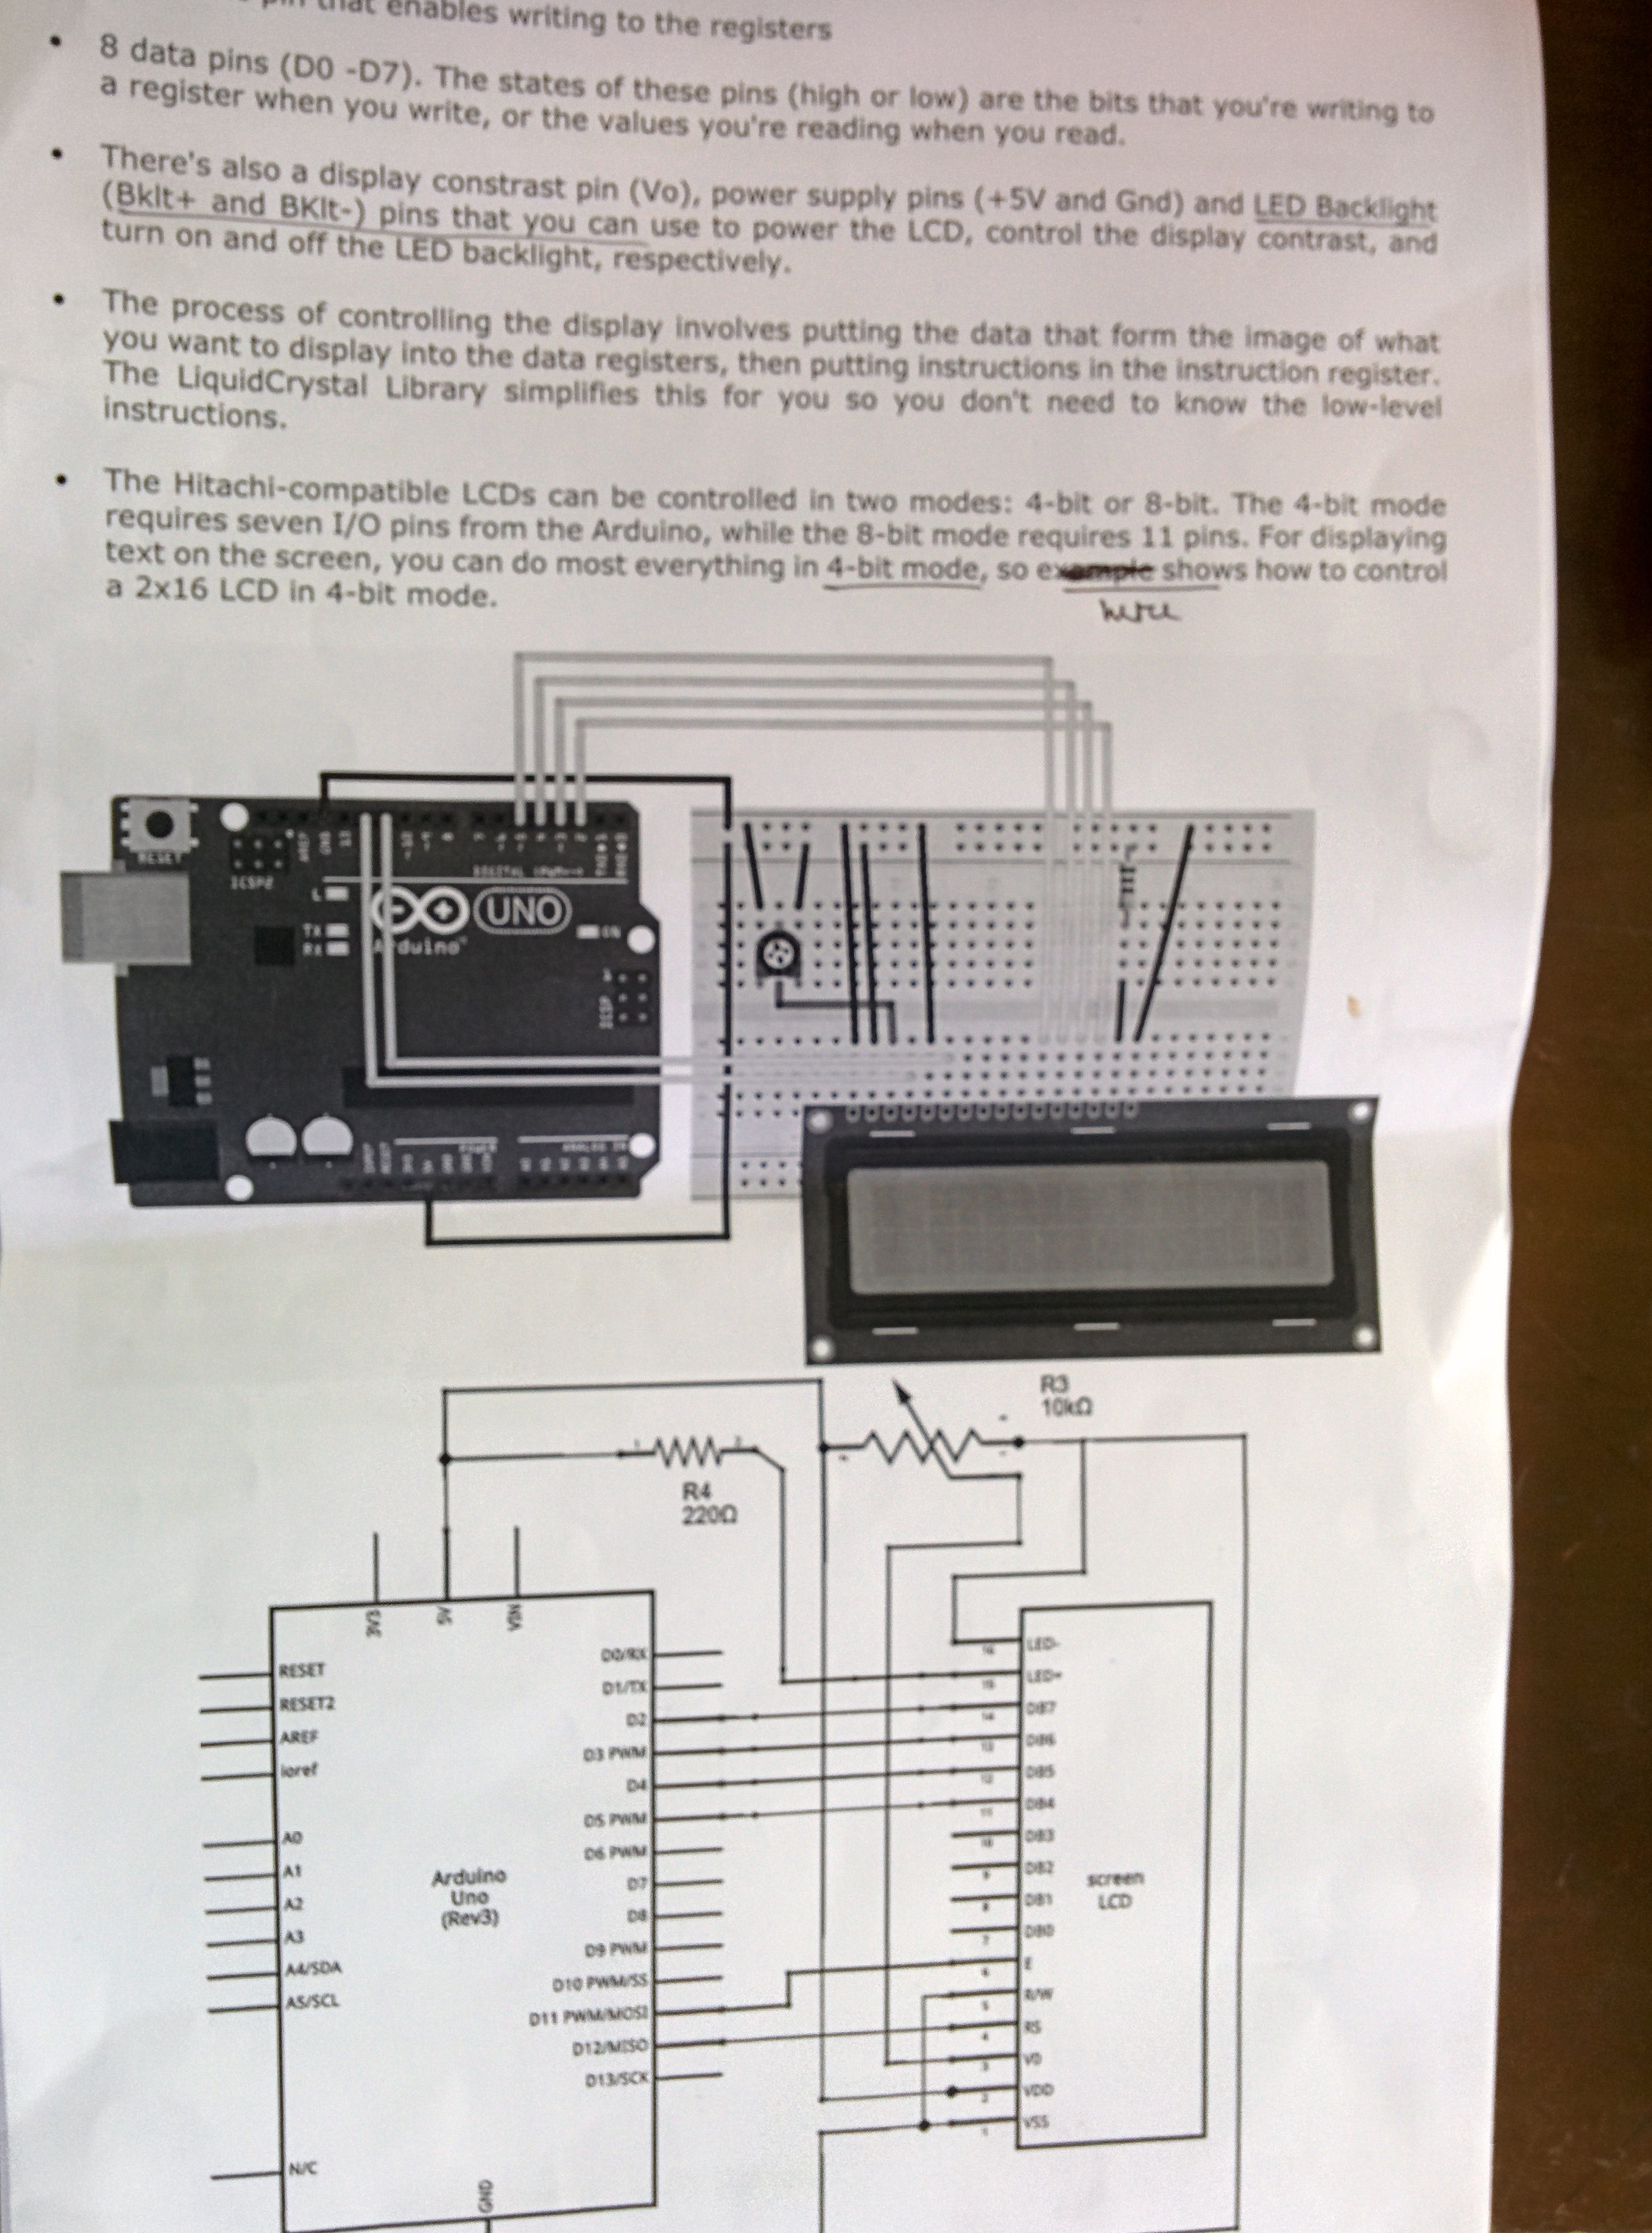 pin that enables writing to the registers
• 8 data pins (D0 -D7). The states of these pins (high or low) are the bits that you're writing to
a register when you write, or the values you're reading when you read.
• There's also a display constrast pin (Vo), power supply pins (+5V and Gnd) and LED Backlight
(Bklt+ and BKlt-) pins that you can use to power the LCD, control the display contrast, and
turn on and off the LED backlight, respectively.
• The process of controlling the display involves putting the data that form the image of what
you want to display into the data registers, then putting instructions in the instruction register.
The LiquidCrystal Library simplifies this for you so you don't need to know the low-level
instructions.
• The Hitachi-compatible LCDs can be controlled in two modes: 4-bit or 8-bit. The 4-bit mode
requires seven I/O pins from the Arduino, while the 8-bit mode requires 11 pins. For displaying
text on the screen, you can do most everything in 4-bit mode, so example shows how to control
here
a 2x16 LCD in 4-bit mode.
RESET
ICSP2
AREF
GND
13
L
TX
RX
UNO
Arduino
ON
ICSP
1
DIGITAL
POWER
ANALOG IN
R3
10kΩ
1
2
R4
220Ω
3V3
5V
VIN
RESET
RESET2
AREF
ioref
A0
A1
A2
A3
A4/SDA
A5/SCL
N/C
GND
Arduino
Uno
(Rev3)
D0/RX
D1/TX
D2
D3 PWM
D4
D5 PWM
D6 PWM
D7
D8
D9 PWM
D10 PWM/SS
D11 PWM/MOSI
D12/MISO
D13/SCK
16 LED-
15 LED+
14 DB7
13 DB6
12 DB5
11 DB4
10 DB3
9 DB2
8 DB1
7 DB0
6 E
5 R/W
4 RS
3 V0
2 VDD
1 VSS
screen
LCD